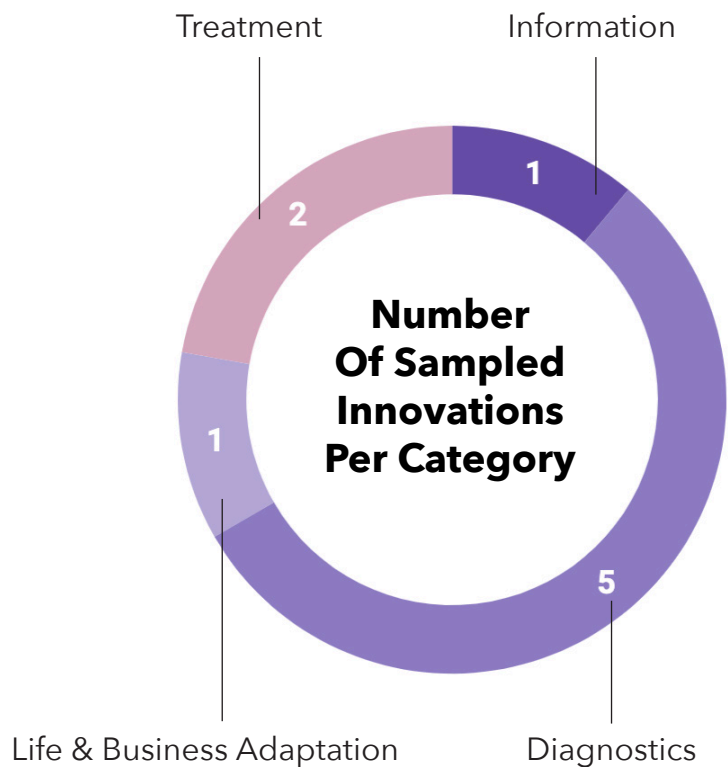 Treatment
Information
1
2
Number
Of Sampled
Innovations
Per Category
1
5
Life & Business Adaptation
Diagnostics